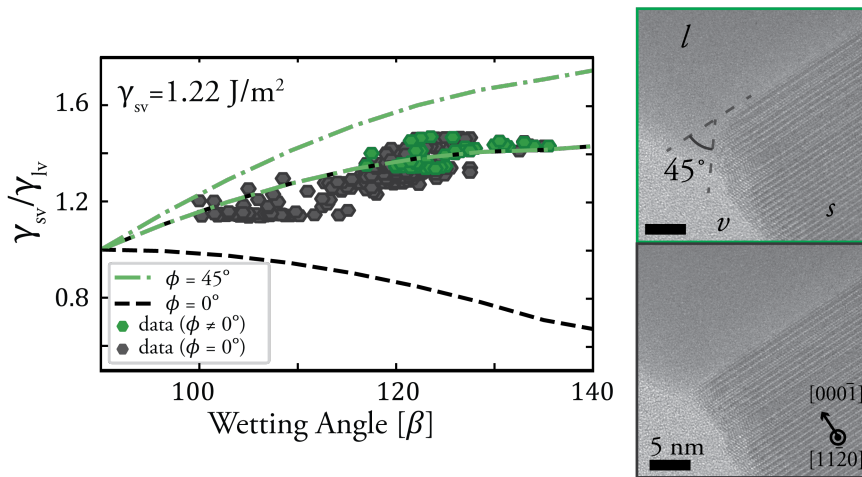 γsv/γlv
1.6
1.2
0.8
γsv=1.22 J/m²
ϕ = 45°
ϕ = 0°
data (ϕ ≠ 0°)
data (ϕ = 0°)
100
120
140
Wetting Angle [β]
l
45°
v
s
[0001̅]
[112̅0]
5 nm